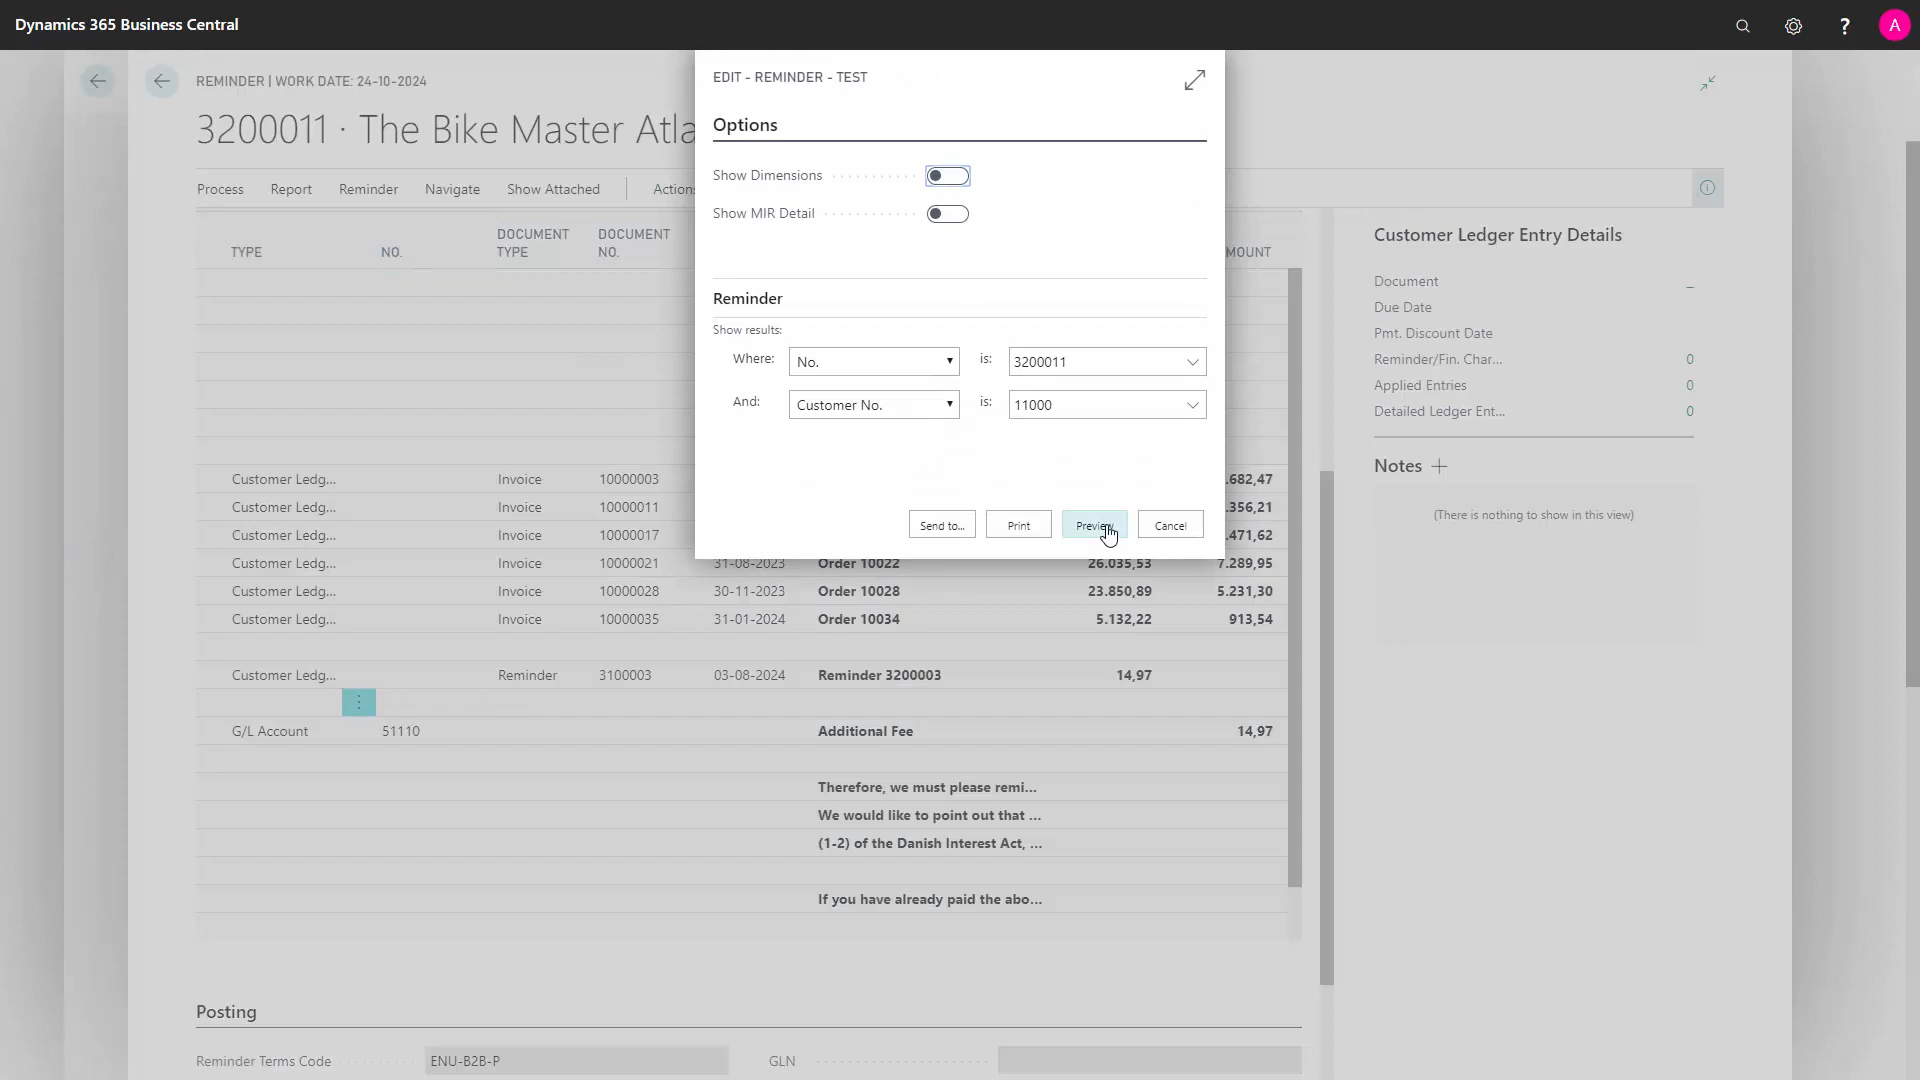 Dynamics 365 Business Central
?
A
REMINDER | WORK DATE: 24-10-2024
3200011 · The Bike Master Atla
Process Report Reminder Navigate Show Attached Actions
TYPE NO. DOCUMENT TYPE DOCUMENT NO. MOUNT
Customer Ledg... Invoice 10000003 .682,47
Customer Ledg... Invoice 10000011 .356,21
Customer Ledg... Invoice 10000017 .471,62
Customer Ledg... Invoice 10000021 31-08-2023 Order 10022 26.035,53 7.289,95
Customer Ledg... Invoice 10000028 30-11-2023 Order 10028 23.850,89 5.231,30
Customer Ledg... Invoice 10000035 31-01-2024 Order 10034 5.132,22 913,54
Customer Ledg... Reminder 3100003 03-08-2024 Reminder 3200003 14,97
G/L Account 51110 Additional Fee 14,97
Therefore, we must please remi...
We would like to point out that ...
(1-2) of the Danish Interest Act, ...
If you have already paid the abo...
Posting
Reminder Terms Code ENU-B2B-P GLN
EDIT - REMINDER - TEST
Options
Show Dimensions
Show MIR Detail
Reminder
Show results:
Where: No. is: 3200011
And: Customer No. is: 11000
Send to... Print Preview Cancel
Customer Ledger Entry Details
Document _
Due Date
Pmt. Discount Date
Reminder/Fin. Char... 0
Applied Entries 0
Detailed Ledger Ent... 0
Notes
(There is nothing to show in this view)